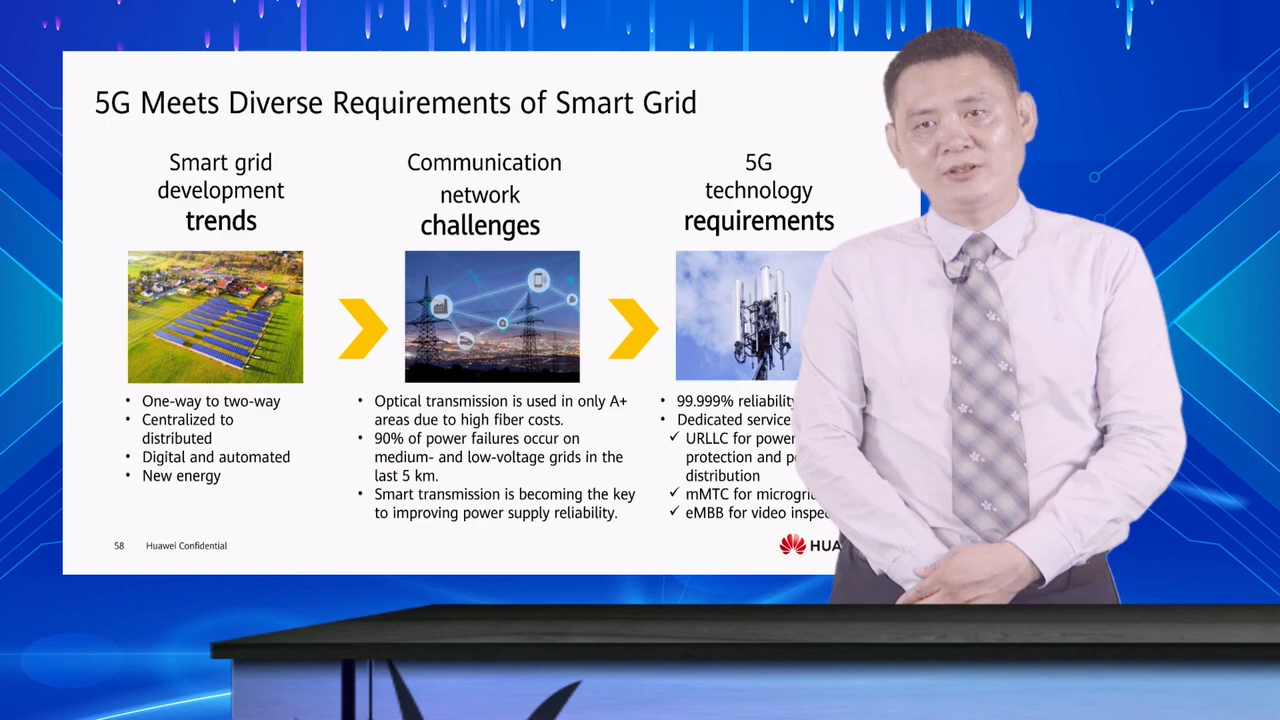 5G Meets Diverse Requirements of Smart Grid
Smart grid
development
trends
Communication
network
challenges
5G
technology
requirements
• One-way to two-way
• Centralized to
distributed
• Digital and automated
• New energy
• Optical transmission is used in only A+
areas due to high fiber costs.
• 90% of power failures occur on
medium- and low-voltage grids in the
last 5 km.
• Smart transmission is becoming the key
to improving power supply reliability.
• 99.999% reliability
• Dedicated service
✓ URLLC for power
protection and
distribution
✓ mMTC for
✓ eMBB for video
58 Huawei Confidential